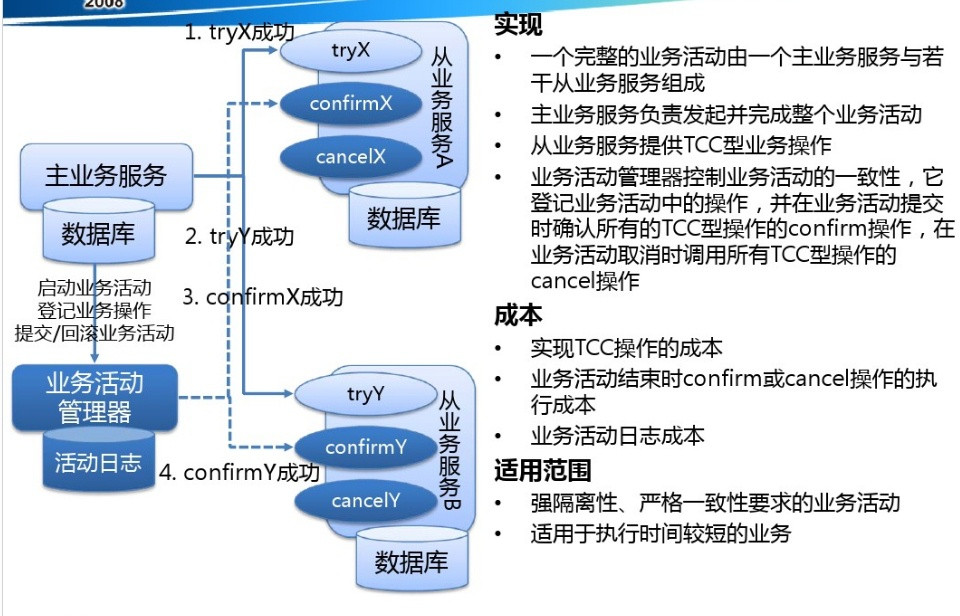 2008
1. tryX成功
tryX
confirmX
cancelX
从业务服务A
数据库
主业务服务
数据库
2. tryY成功
3. confirmX成功
启动业务活动
登记业务操作
提交/回滚业务活动
业务活动
管理器
活动日志
tryY
confirmY
cancelY
从业务服务B
4. confirmY成功
数据库
实现
• 一个完整的业务活动由一个主业务服务与若
干从业务服务组成
• 主业务服务负责发起并完成整个业务活动
• 从业务服务提供TCC型业务操作
• 业务活动管理器控制业务活动的一致性，它
登记业务活动中的操作，并在业务活动提交
时确认所有的TCC型操作的confirm操作，在
业务活动取消时调用所有TCC型操作的
cancel操作
成本
• 实现TCC操作的成本
• 业务活动结束时confirm或cancel操作的执
行成本
• 业务活动日志成本
适用范围
• 强隔离性、严格一致性要求的业务活动
• 适用于执行时间较短的业务